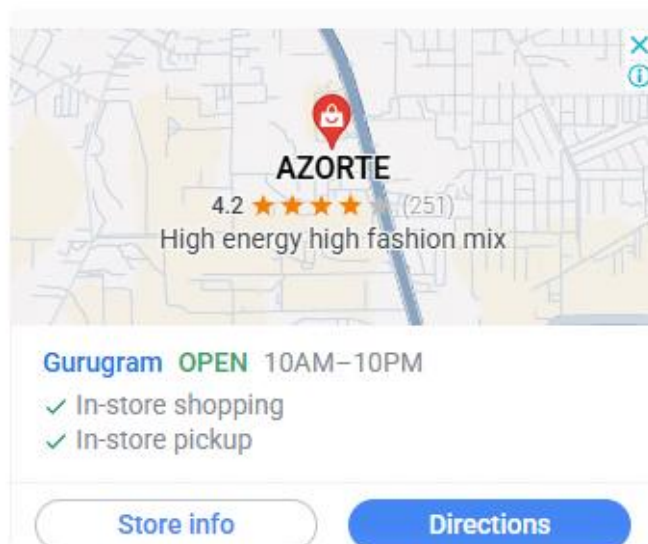 AZORTE
4.2 ★★★★★ (251)
High energy high fashion mix
Gurugram OPEN 10AM–10PM
✓ In-store shopping
✓ In-store pickup
Store info Directions